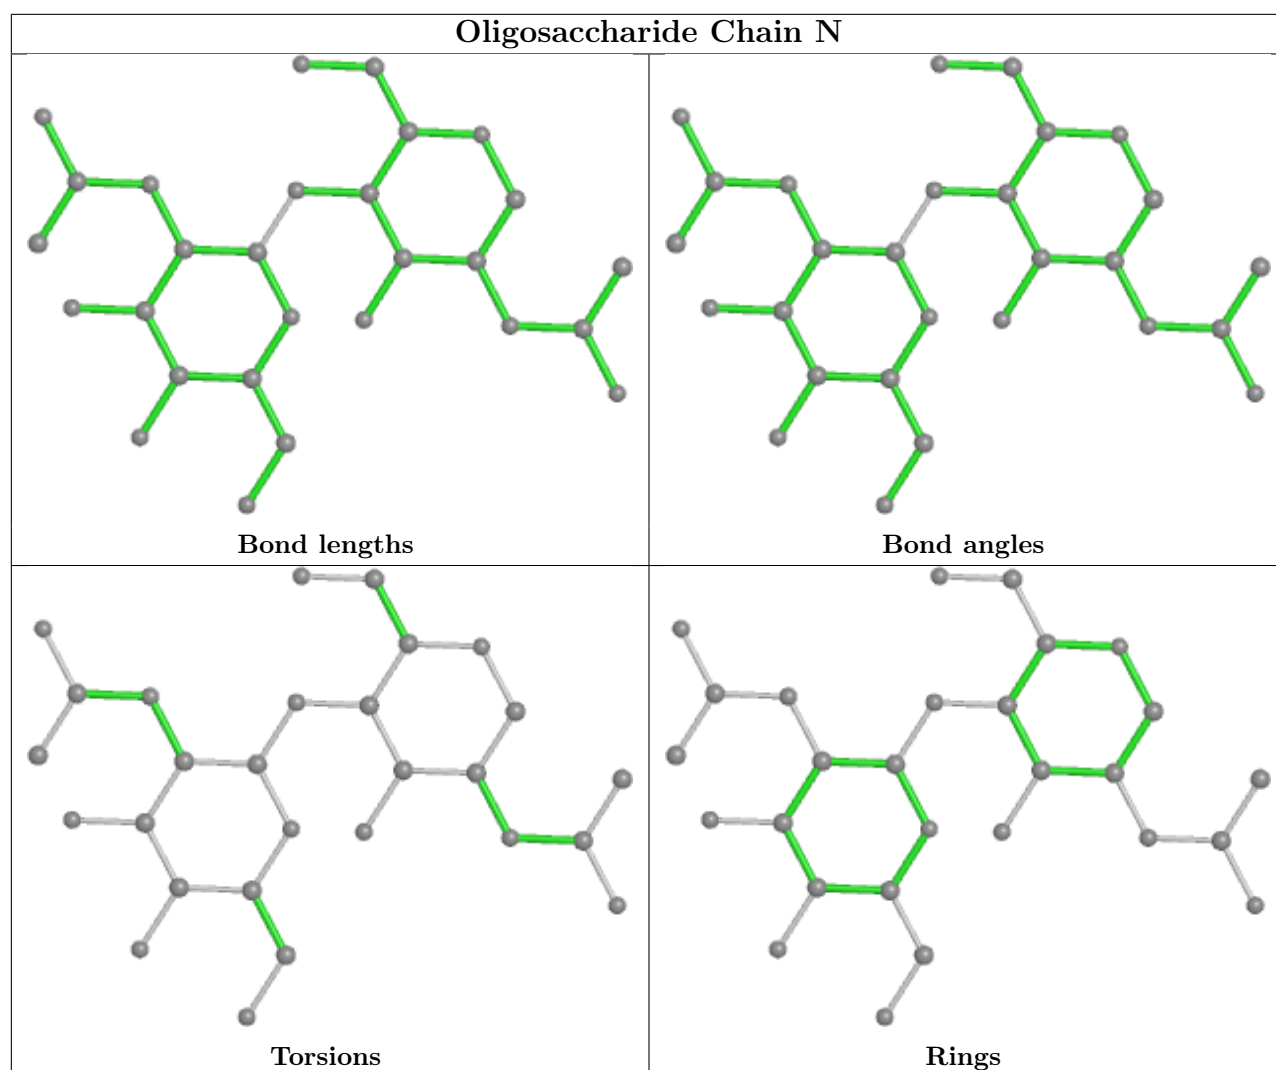 Oligosaccharide Chain N
Bond lengths
Bond angles
Torsions
Rings